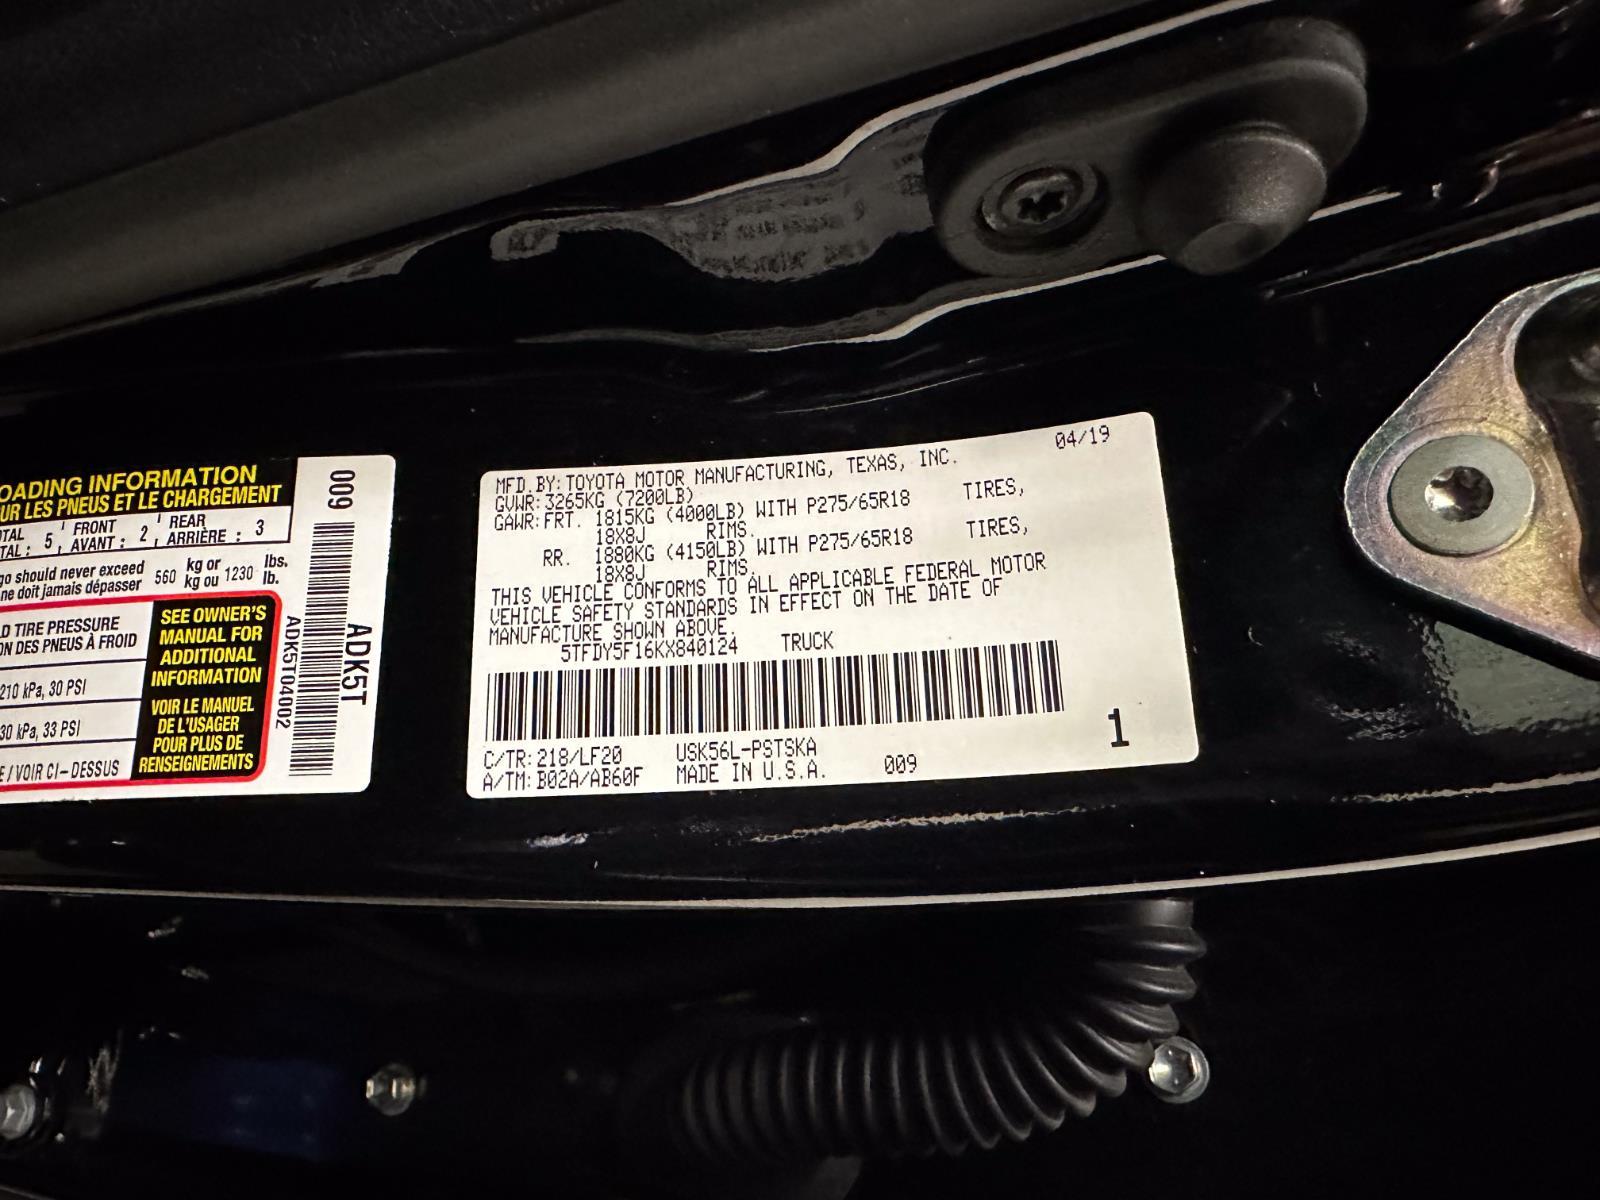 OADING INFORMATION
UR LES PNEUS ET LE CHARGEMENT
TAL FRONT REAR
TAL : 5 AVANT : 2 ARRIÈRE : 3
go should never exceed 560 kg or 1230 lbs.
ne doit jamais dépasser kg ou lb.
D TIRE PRESSURE
ON DES PNEUS À FROID
210 kPa, 30 PSI
30 kPa, 33 PSI
E / VOIR CI-DESSUS
SEE OWNER'S
MANUAL FOR
ADDITIONAL
INFORMATION
VOIR LE MANUEL
DE L'USAGER
POUR PLUS DE
RENSEIGNEMENTS
009
ADK5T
ADK5T04002
04/19
MFD. BY: TOYOTA MOTOR MANUFACTURING, TEXAS, INC.
GVWR: 3265KG (7200LB)
GAWR: FRT. 1815KG (4000LB) WITH P275/65R18 TIRES,
18X8J RIMS.
RR. 1880KG (4150LB) WITH P275/65R18 TIRES,
18X8J RIMS.
THIS VEHICLE CONFORMS TO ALL APPLICABLE FEDERAL MOTOR
VEHICLE SAFETY STANDARDS IN EFFECT ON THE DATE OF
MANUFACTURE SHOWN ABOVE.
5TFDY5F16KX840124 TRUCK
1
C/TR: 218/LF20 USK56L-PSTSKA
A/TM: B02A/AB60F MADE IN U.S.A. 009